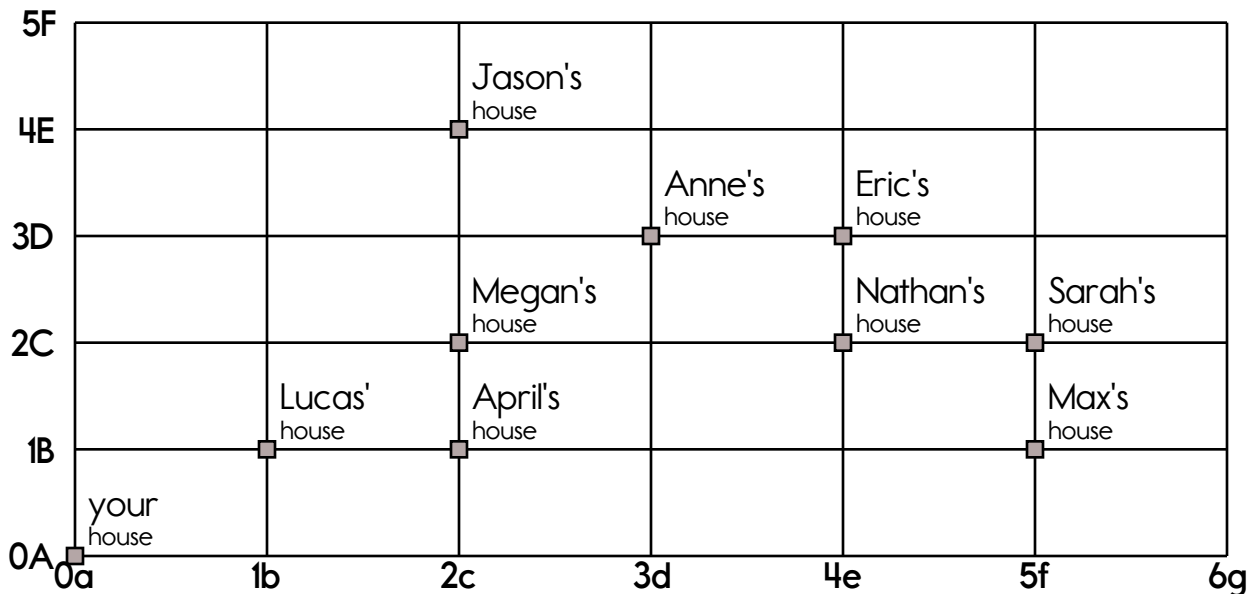 5F
Jason's
house
4E
Anne's
house
Eric's
house
3D
Megan's
house
Nathan's
house
Sarah's
house
2C
Lucas'
house
April's
house
Max's
house
1B
your
house
0A
0a 1b 2c 3d 4e 5f 6g